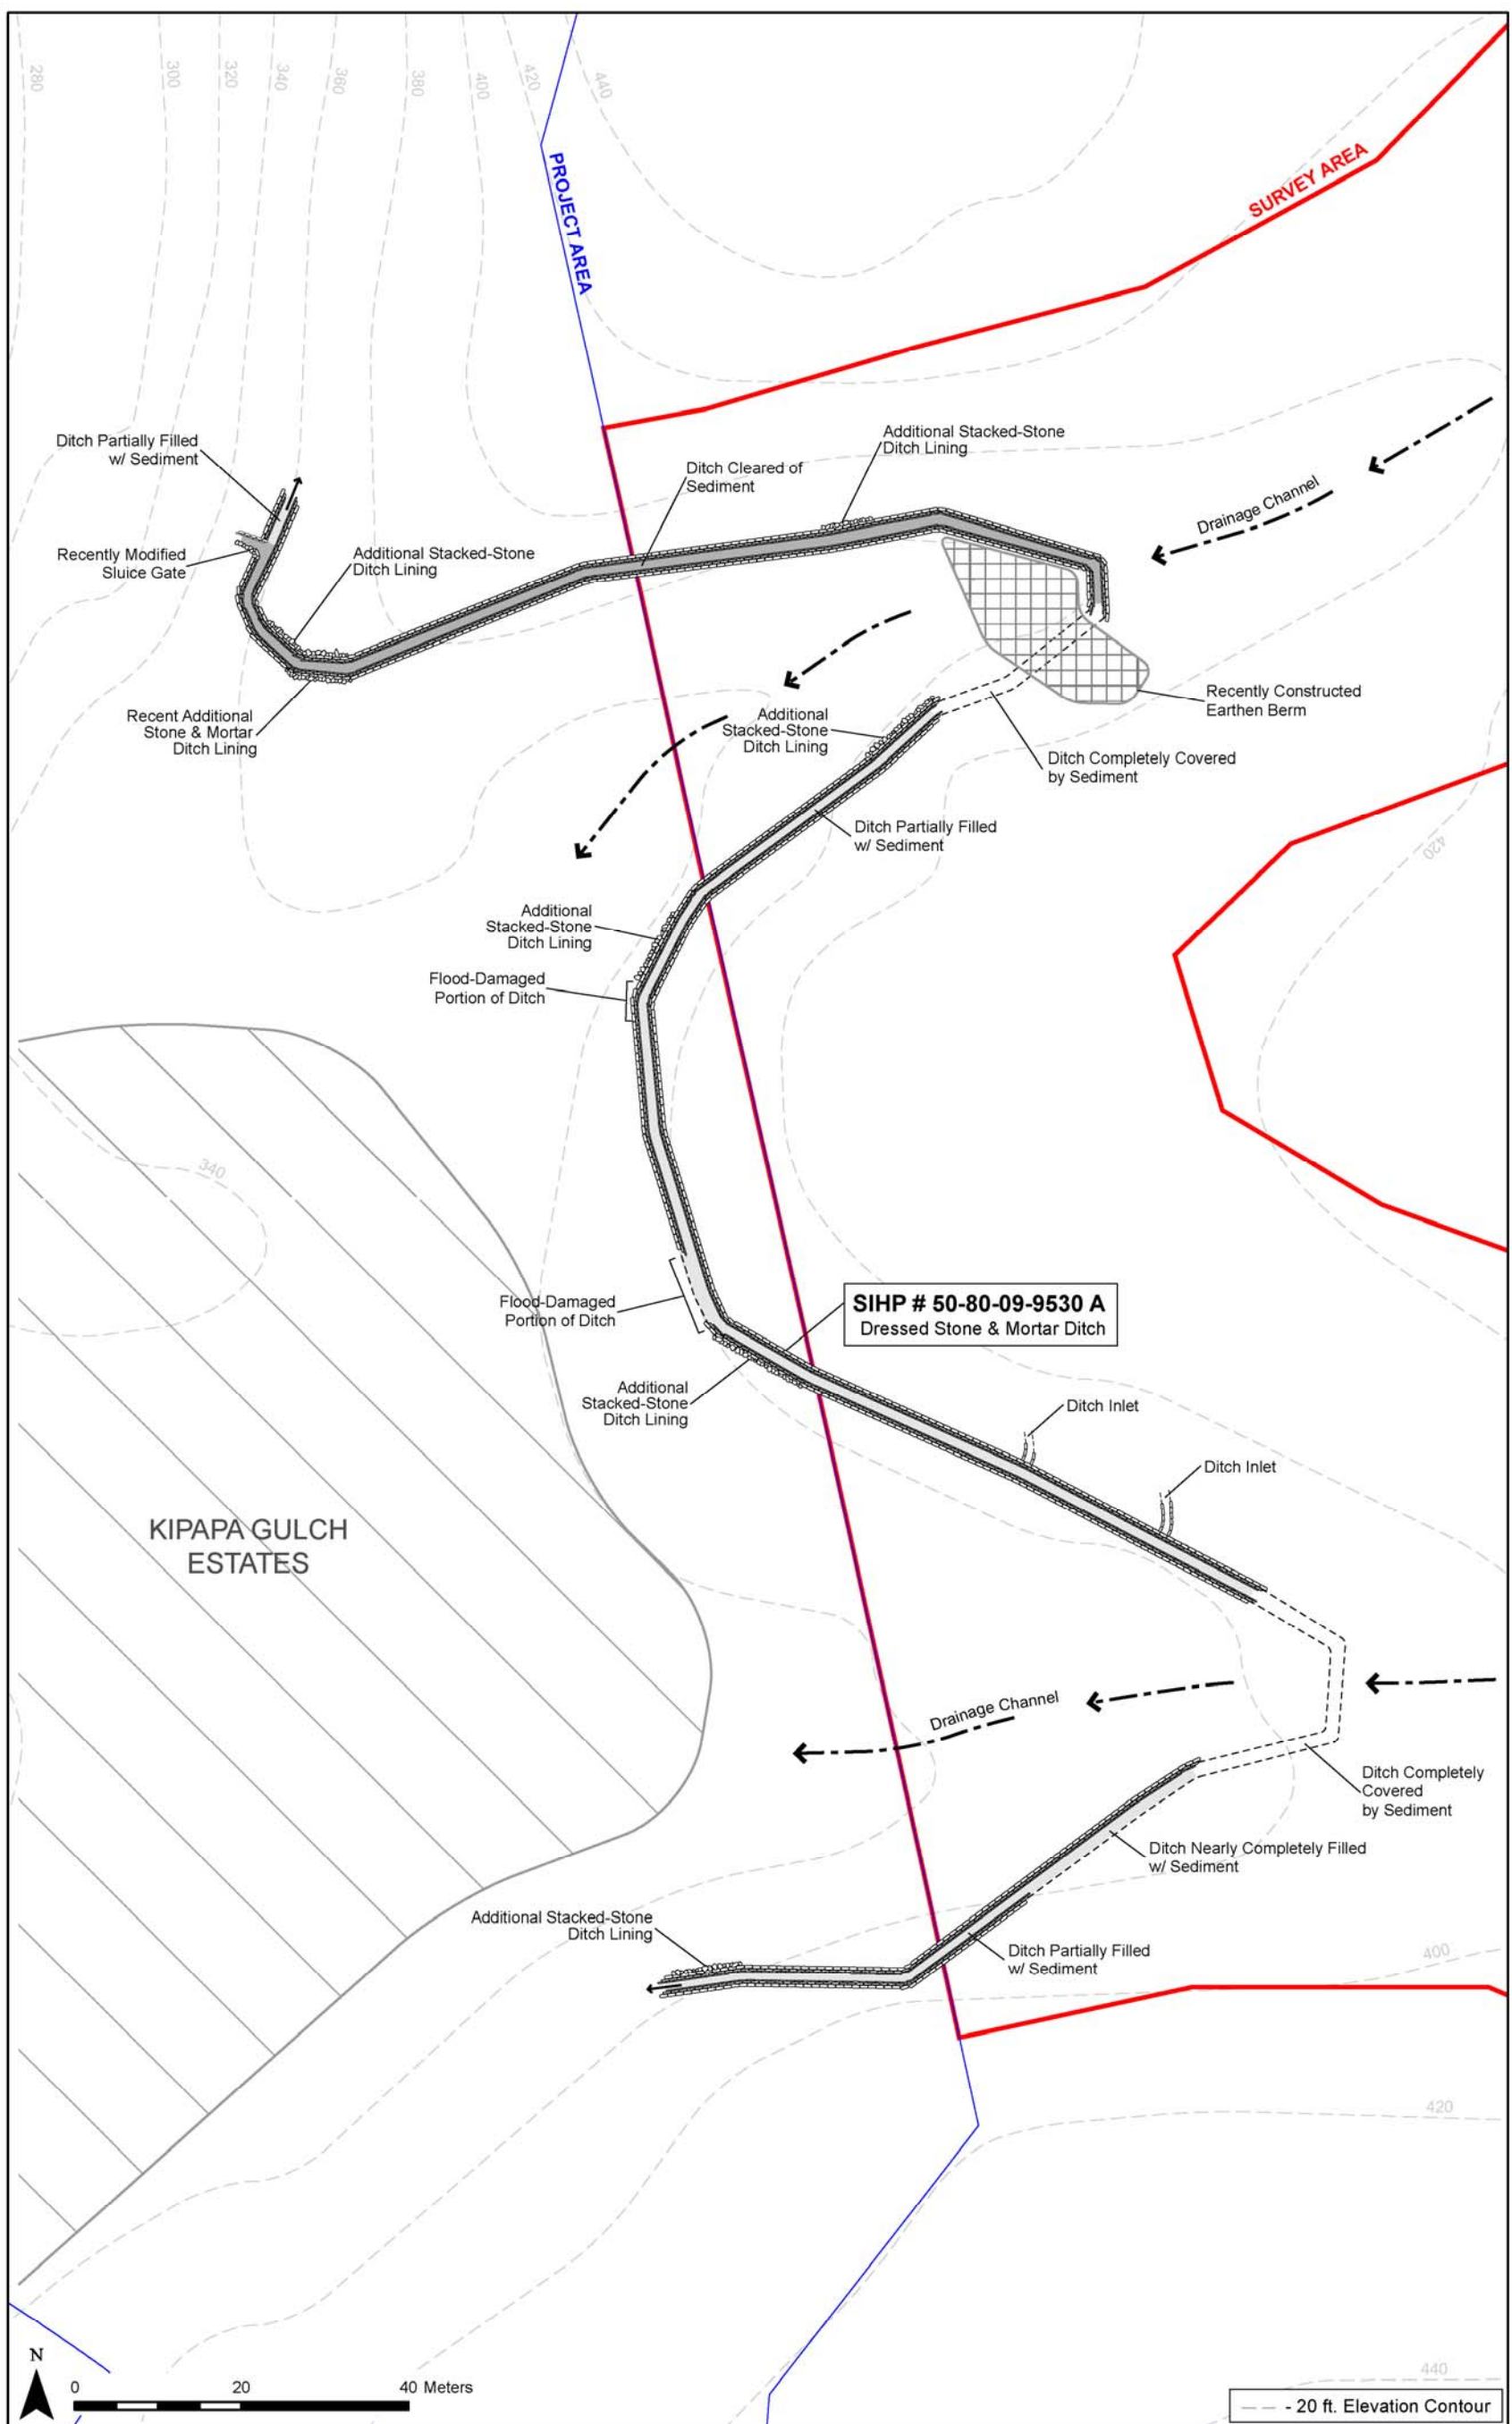 280
300
320
340
360
380
400
420
440
PROJECT AREA
SURVEY AREA
Ditch Partially Filled
w/ Sediment
Additional Stacked-Stone
Ditch Lining
Ditch Cleared of
Sediment
Drainage Channel
Recently Modified
Sluice Gate
Additional Stacked-Stone
Ditch Lining
Recently Constructed
Earthen Berm
Recent Additional
Stone & Mortar
Ditch Lining
Additional
Stacked-Stone
Ditch Lining
Ditch Completely Covered
by Sediment
Ditch Partially Filled
w/ Sediment
420
Additional
Stacked-Stone
Ditch Lining
Flood-Damaged
Portion of Ditch
340
Flood-Damaged
Portion of Ditch
SIHP # 50-80-09-9530 A
Dressed Stone & Mortar Ditch
Additional
Stacked-Stone
Ditch Lining
Ditch Inlet
Ditch Inlet
KIPAPA GULCH
ESTATES
Drainage Channel
Ditch Completely
Covered
by Sediment
Ditch Nearly Completely Filled
w/ Sediment
Additional Stacked-Stone
Ditch Lining
Ditch Partially Filled
w/ Sediment
400
420
440
N
0 20 40 Meters
- 20 ft. Elevation Contour